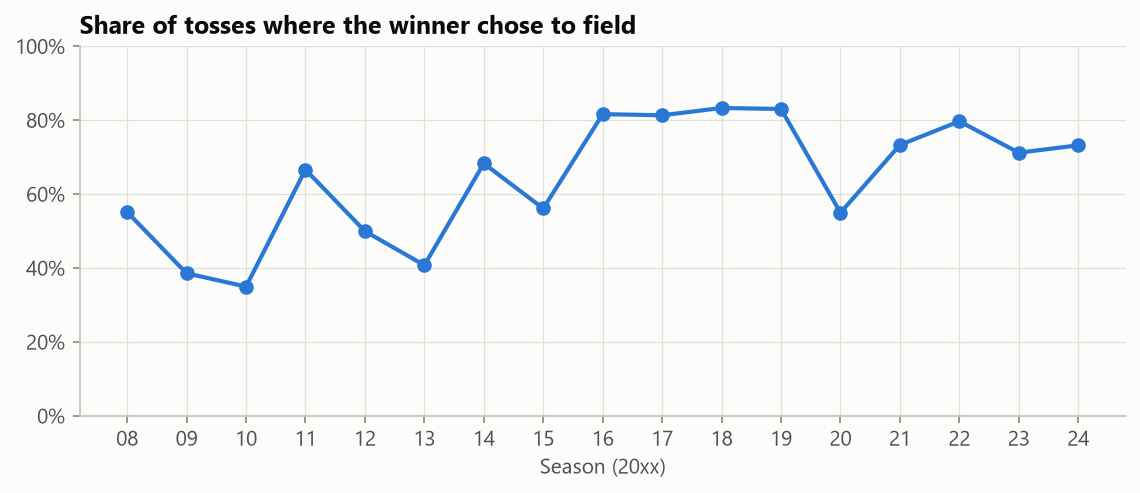 Share of tosses where the winner chose to field
100%
80%
60%
40%
20%
0%
08 09 10 11 12 13 14 15 16 17 18 19 20 21 22 23 24
Season (20xx)